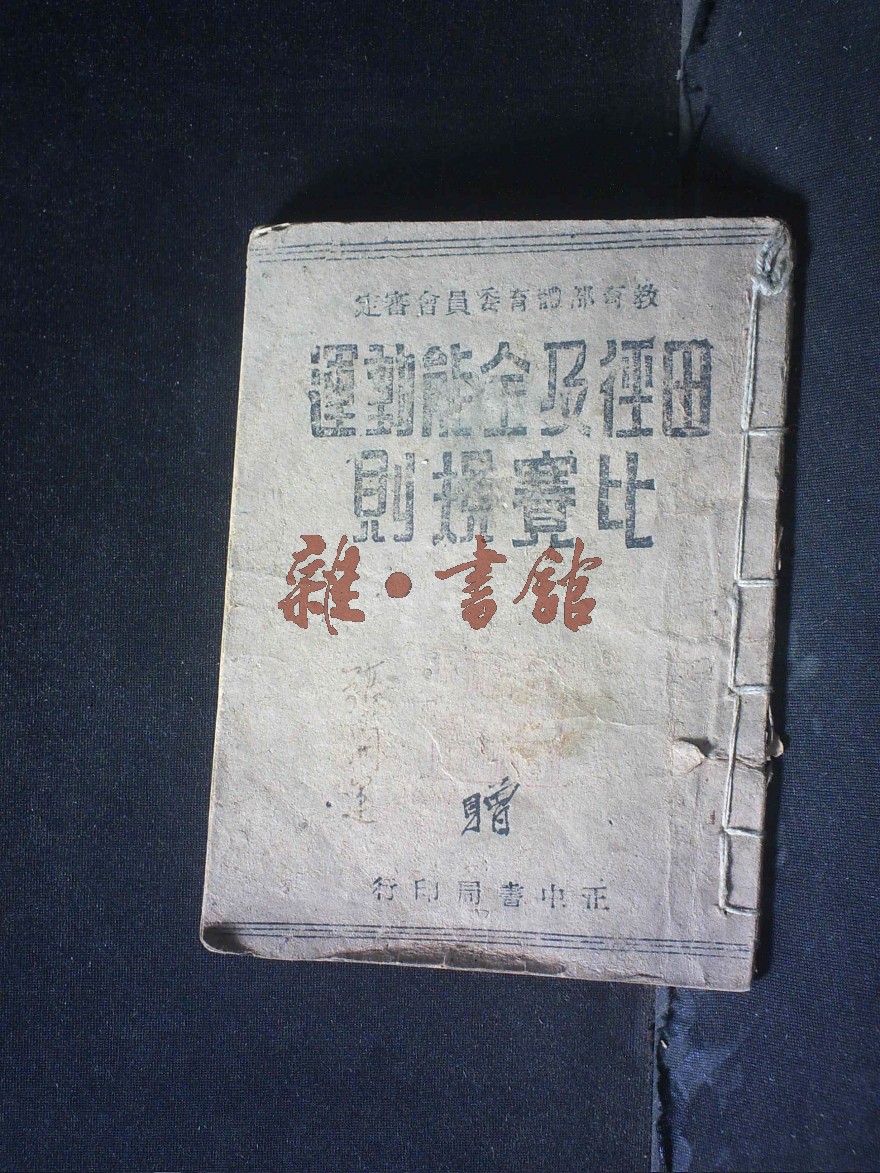 教育部體育委員會審定
田徑及全能動運
比賽規則
雜·書館
贈
正中書局印行